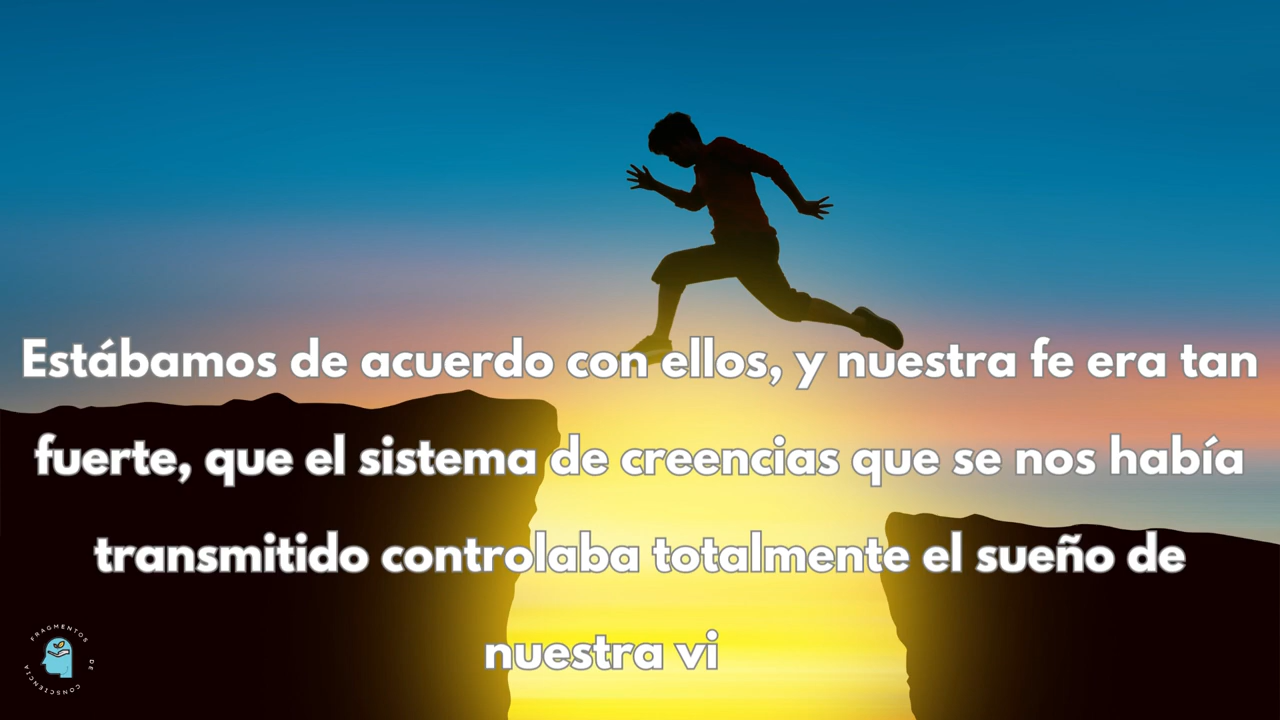 Estábamos de acuerdo con ellos, y nuestra fe era tan
fuerte, que el sistema de creencias que se nos había
transmitido controlaba totalmente el sueño de
nuestra vi
FRAGMENTOS DE CONSCIENCIA